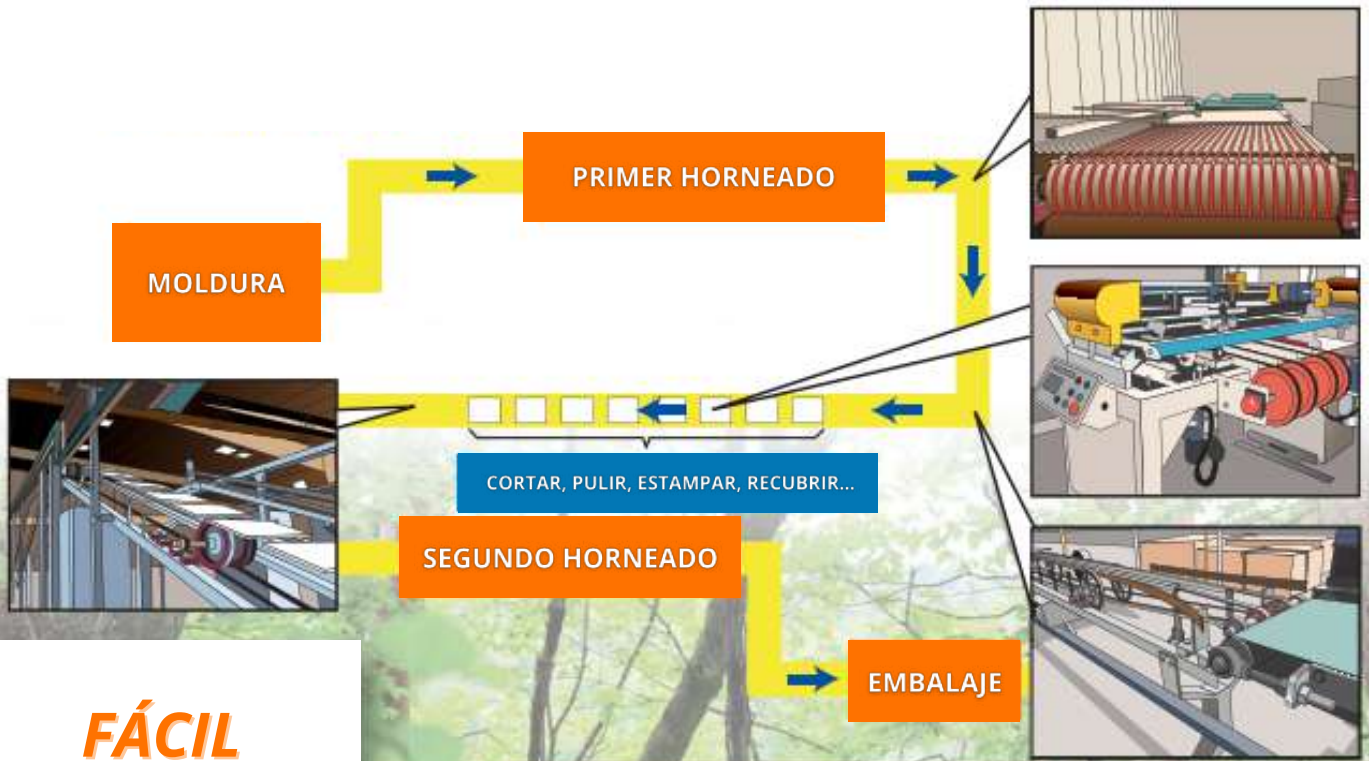 PRIMER HORNEADO
MOLDURA
CORTAR, PULIR, ESTAMPAR, RECUBRIR...
SEGUNDO HORNEADO
EMBALAJE
FÁCIL